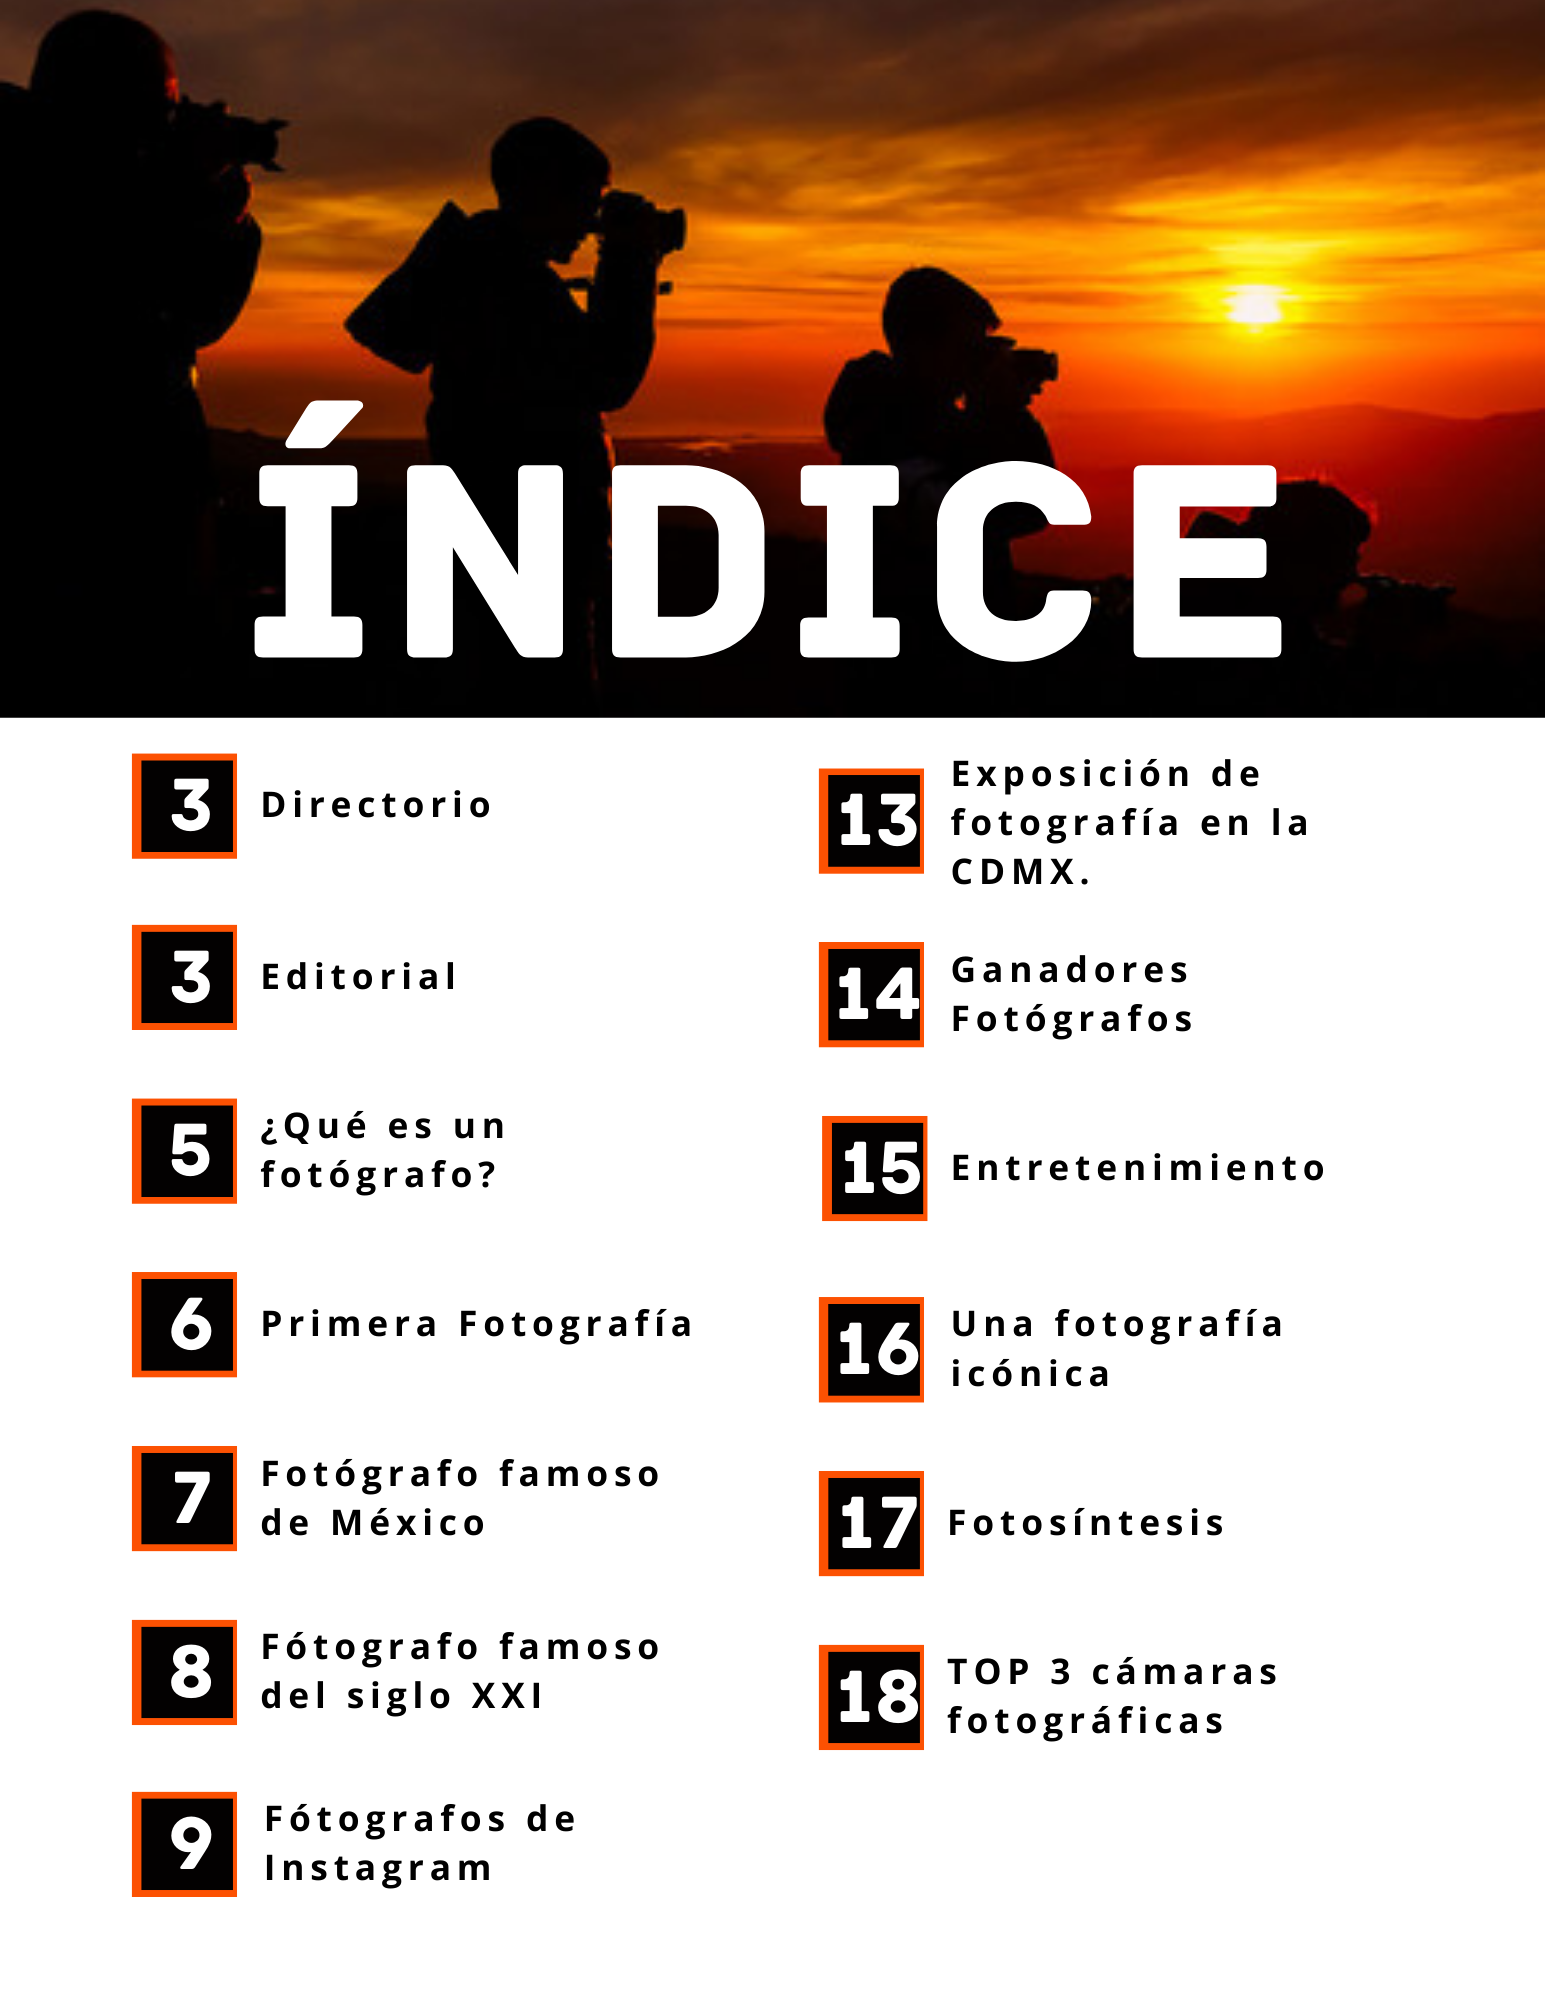 ÍNDICE
3
Directorio
3
Editorial
5
¿Qué es un
fotógrafo?
6
Primera Fotografía
7
Fotógrafo famoso
de México
8
Fótografo famoso
del siglo XXI
9
Fótografos de
Instagram
13
Exposición de
fotografía en la
CDMX.
14
Ganadores
Fotógrafos
15
Entretenimiento
16
Una fotografía
icónica
17
Fotosíntesis
18
TOP 3 cámaras
fotográficas